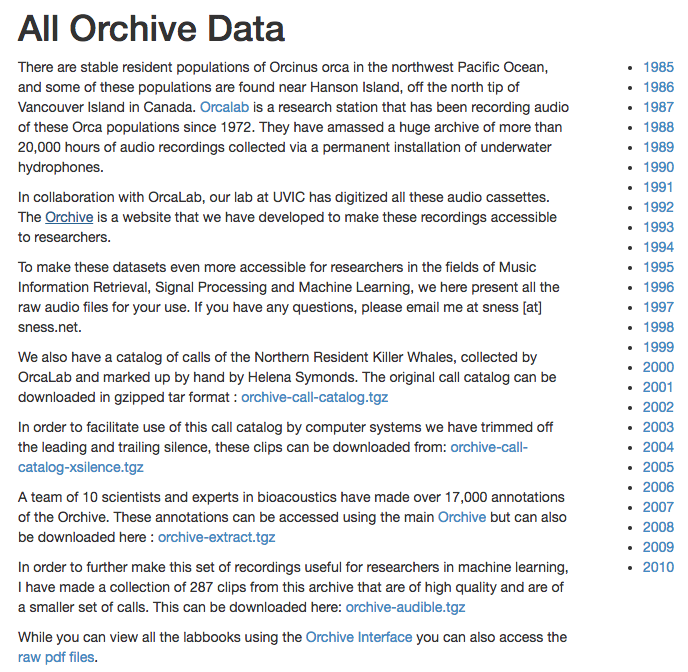 All Orchive Data
There are stable resident populations of Orcinus orca in the northwest Pacific Ocean,
and some of these populations are found near Hanson Island, off the north tip of
Vancouver Island in Canada. Orcalab is a research station that has been recording audio
of these Orca populations since 1972. They have amassed a huge archive of more than
20,000 hours of audio recordings collected via a permanent installation of underwater
hydrophones.
In collaboration with OrcaLab, our lab at UVIC has digitized all these audio cassettes.
The Orchive is a website that we have developed to make these recordings accessible
to researchers.
To make these datasets even more accessible for researchers in the fields of Music
Information Retrieval, Signal Processing and Machine Learning, we here present all the
raw audio files for your use. If you have any questions, please email me at sness [at]
sness.net.
We also have a catalog of calls of the Northern Resident Killer Whales, collected by
OrcaLab and marked up by hand by Helena Symonds. The original call catalog can be
downloaded in gzipped tar format : orchive-call-catalog.tgz
In order to facilitate use of this call catalog by computer systems we have trimmed off
the leading and trailing silence, these clips can be downloaded from: orchive-call-
catalog-xsilence.tgz
A team of 10 scientists and experts in bioacoustics have made over 17,000 annotations
of the Orchive. These annotations can be accessed using the main Orchive but can also
be downloaded here : orchive-extract.tgz
In order to further make this set of recordings useful for researchers in machine learning,
I have made a collection of 287 clips from this archive that are of high quality and are of
a smaller set of calls. This can be downloaded here: orchive-audible.tgz
While you can view all the labbooks using the Orchive Interface you can also access the
raw pdf files.
1985
1986
1987
1988
1989
1990
1991
1992
1993
1994
1995
1996
1997
1998
1999
2000
2001
2002
2003
2004
2005
2006
2007
2008
2009
2010